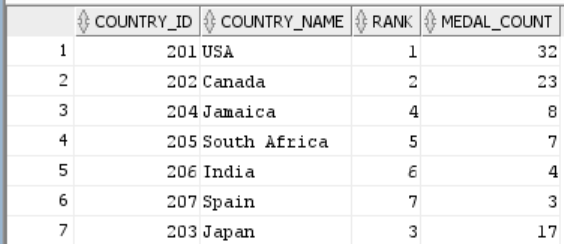 COUNTRY_ID COUNTRY_NAME RANK MEDAL_COUNT
1 201 USA 1 32
2 202 Canada 2 23
3 204 Jamaica 4 8
4 205 South Africa 5 7
5 206 India 6 4
6 207 Spain 7 3
7 203 Japan 3 17